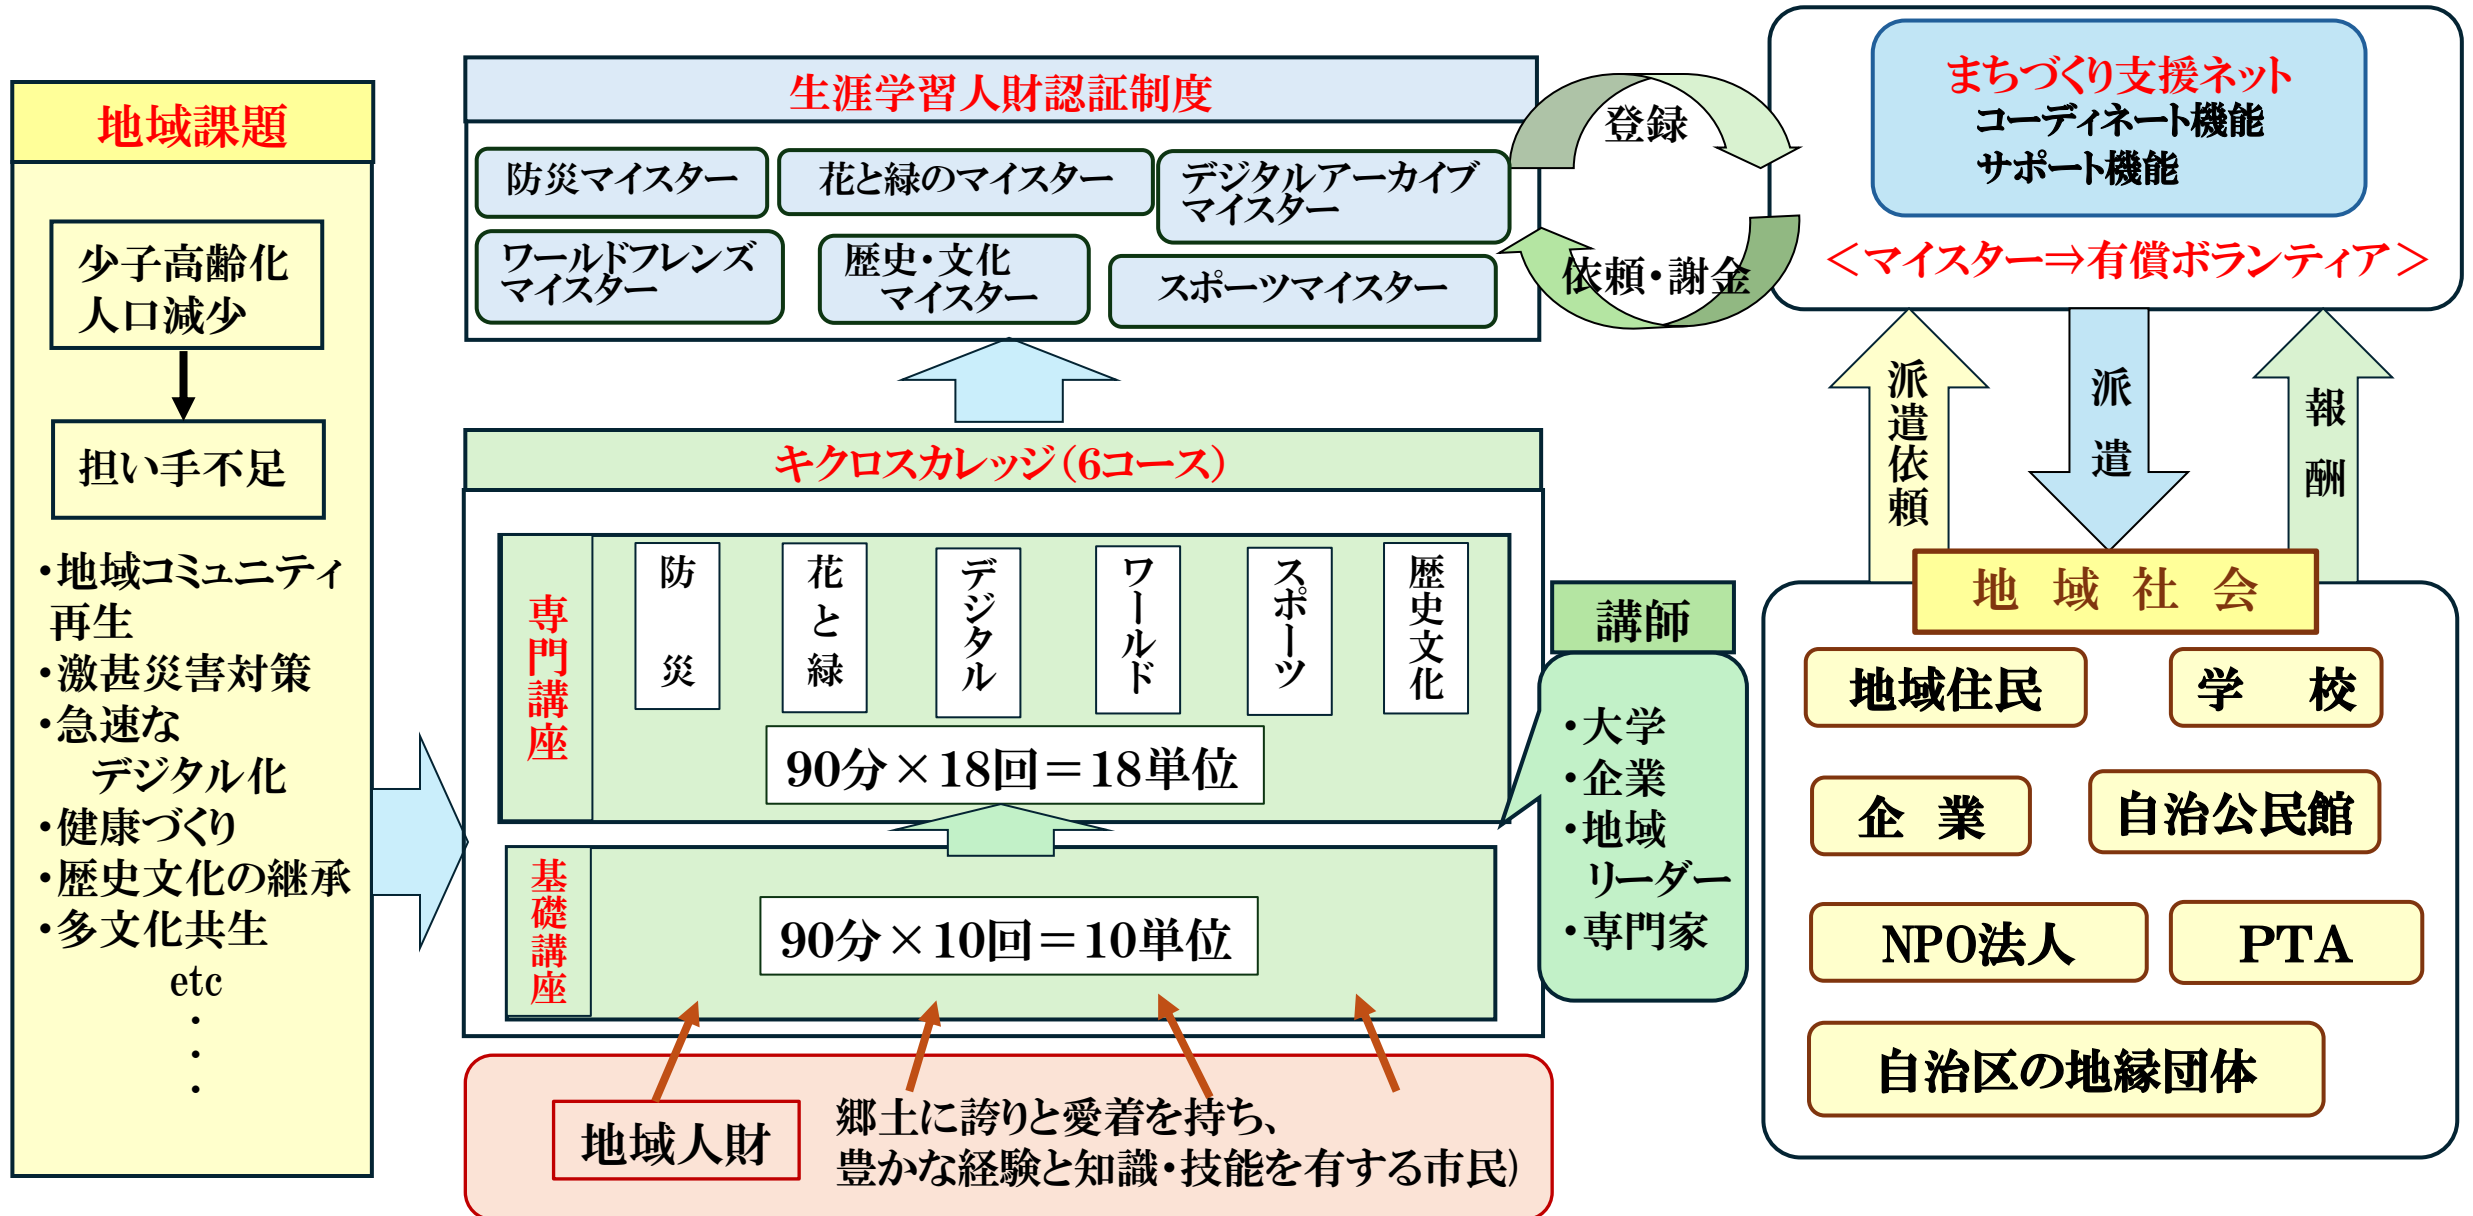 地域課題
少子高齢化
人口減少
担い手不足
・地域コミュニティ
再生
・激甚災害対策
・急速な
デジタル化
・健康づくり
・歴史文化の継承
・多文化共生
etc
・
・
・
生涯学習人財認証制度
防災マイスター
花と緑のマイスター
デジタルアーカイブ
マイスター
ワールドフレンズ
マイスター
歴史・文化
マイスター
スポーツマイスター
キクロスカレッジ(6コース)
専門講座
防災
花と緑
デジタル
ワールド
スポーツ
歴史文化
90分×18回=18単位
基礎講座
90分×10回=10単位
地域人財
郷土に誇りと愛着を持ち、
豊かな経験と知識・技能を有する市民)
講師
・大学
・企業
・地域
リーダー
・専門家
登録
依頼・謝金
まちづくり支援ネット
コーディネート機能
サポート機能
<マイスター⇒有償ボランティア>
派遣依頼
派遣
報酬
地域社会
地域住民
学校
企業
自治公民館
NPO法人
PTA
自治区の地縁団体